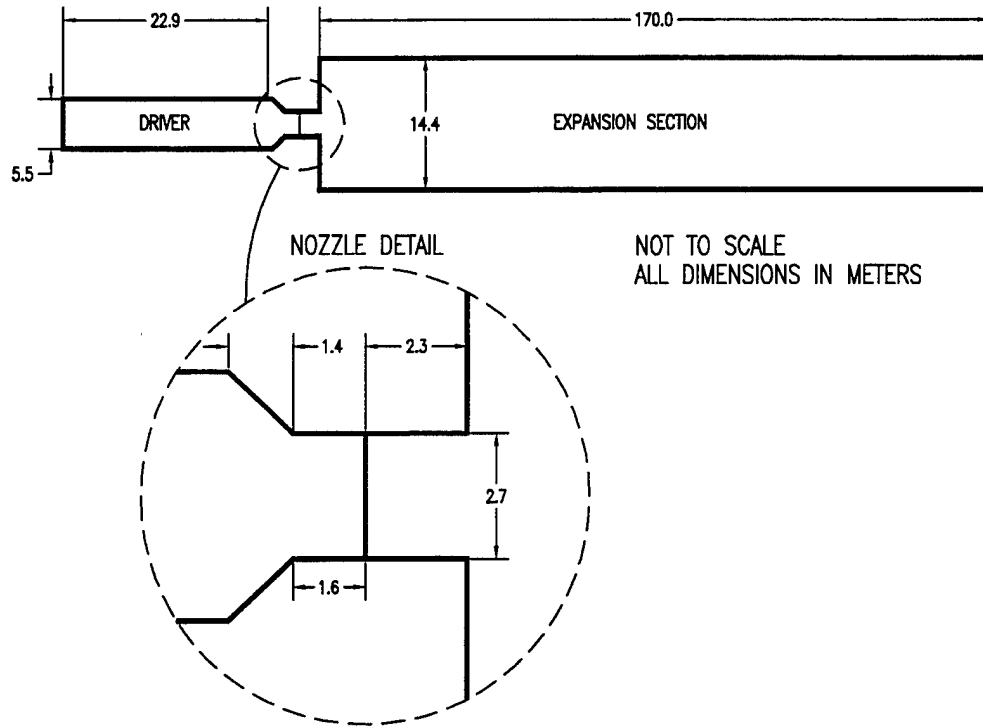 22.9
170.0
DRIVER
14.4
EXPANSION SECTION
5.5
NOZZLE DETAIL
NOT TO SCALE
ALL DIMENSIONS IN METERS
1.4
2.3
2.7
1.6